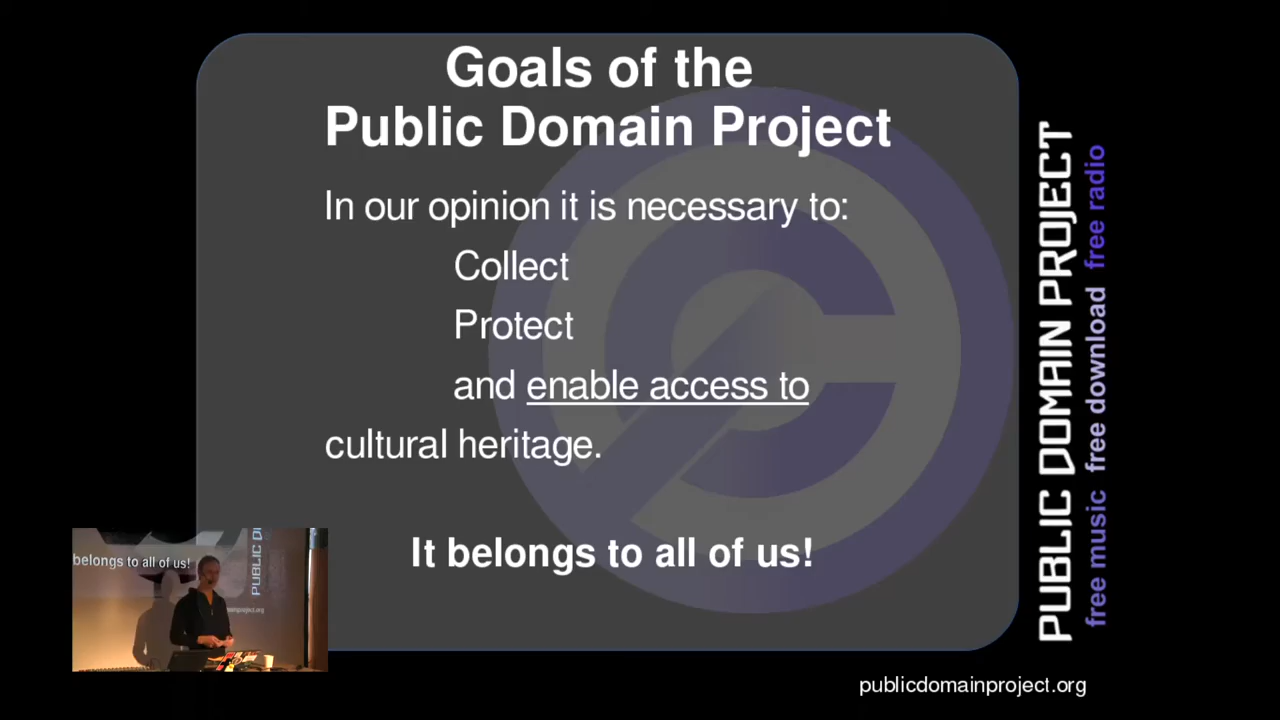 Goals of the
Public Domain Project
In our opinion it is necessary to:
Collect
Protect
and enable access to
cultural heritage.
It belongs to all of us!
PUBLIC DOMAIN PROJECT
free music free download free radio
publicdomainproject.org
belongs to all of us!
PUBLIC D